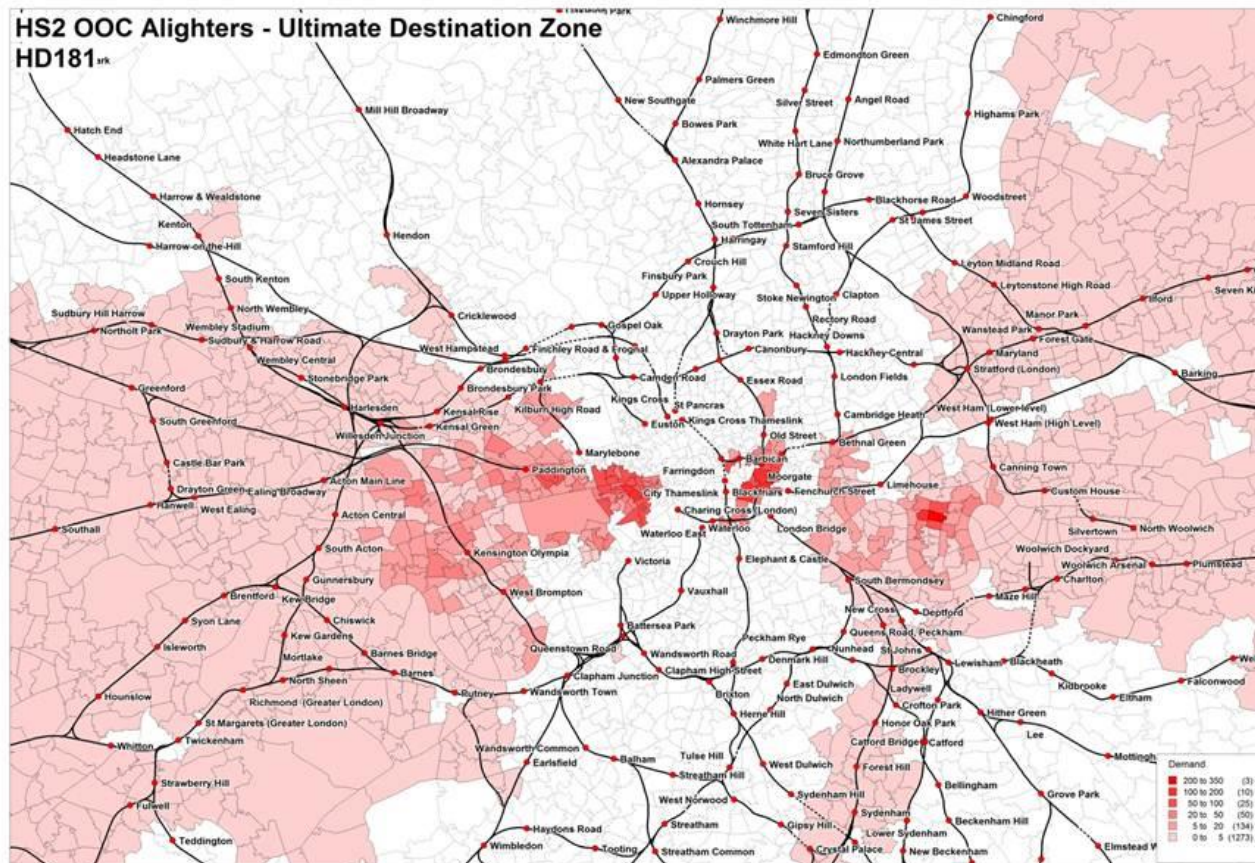 HS2 OOC Alighters - Ultimate Destination Zone
HD181
Winchmore Hill
Chingford
Edmondton Green
Palmers Green
Mill Hill Broadway
New Southgate
Silver Street
Angel Road
Highams Park
Hatch End
Bowes Park
Headstone Lane
White Hart Lane
Northumberland Park
Alexandra Palace
Bruce Grove
Harrow & Wealdstone
Hornsey
Blackhorse Road
Woodstreet
Kenton
Seven Sisters
St James Street
South Tottenham
Hendon
Harrow-on-the-Hill
Harringay
Stamford Hill
Crouch Hill
Leyton Midland Road
South Kenton
Finsbury Park
Leytonstone High Road
Upper Holloway
Stoke Newington
Clapton
Ilford
North Wembley
Sudbury Hill Harrow
Cricklewood
Rectory Road
Manor Park
Wembley Stadium
Gospel Oak
Northolt Park
Sudbury & Harrow Road
Drayton Park
Hackney Downs
Wanstead Park
Forest Gate
West Hampstead
Finchley Road & Frognal
Canonbury
Hackney Central
Maryland
Wembley Central
Brondesbury
Stratford (London)
Stonebridge Park
Camden Road
Essex Road
London Fields
Barking
Greenford
Brondesbury Park
Kings Cross
St Pancras
Harlesden
Kensal Rise
Kilburn High Road
West Ham (Lower level)
South Greenford
Kings Cross Thameslink
Cambridge Heath
West Ham (High Level)
Willesden Junction
Kensal Green
Euston
Old Street
Bethnal Green
Marylebone
Barbican
Castle Bar Park
Paddington
Farringdon
Moorgate
Canning Town
Acton Main Line
Drayton Green
Ealing Broadway
City Thameslink
Blackfriars
Fenchurch Street
Limehouse
Custom House
Hanwell
West Ealing
Acton Central
Charing Cross (London)
London Bridge
Southall
Waterloo
Silvertown
North Woolwich
Waterloo East
South Acton
Kensington Olympia
Victoria
Elephant & Castle
Woolwich Dockyard
Woolwich Arsenal
Plumstead
Gunnersbury
South Bermondsey
Charlton
Brentford
Kew Bridge
West Brompton
Vauxhall
New Cross
Deptford
Maze Hill
Syon Lane
Chiswick
Battersea Park
Peckham Rye
Queens Road, Peckham
Kew Gardens
Queenstown Road
Wandsworth Road
Nunhead
St Johns
Isleworth
Mortlake
Barnes Bridge
Denmark Hill
Lewisham
Blackheath
Clapham High Street
Brockley
Barnes
Clapham Junction
North Sheen
East Dulwich
Ladywell
Kidbrooke
Falconwood
Hounslow
Richmond (Greater London)
Putney
Wandsworth Town
Brixton
North Dulwich
Crofton Park
Eltham
St Margarets (Greater London)
Herne Hill
Honor Oak Park
Hither Green
Twickenham
Lee
Whitton
Wandsworth Common
Tulse Hill
Catford Bridge
Catford
Earlsfield
Balham
West Dulwich
Mottingham
Strawberry Hill
Streatham Hill
Forest Hill
Bellingham
West Norwood
Sydenham Hill
Grove Park
Fulwell
Sydenham
Haydons Road
Streatham
Gipsy Hill
Lower Sydenham
Beckenham Hill
Teddington
Wimbledon
Tooting
Streatham Common
Crystal Palace
New Beckenham
Elmstead W
Demand
200 to 350 (3)
100 to 200 (10)
50 to 100 (25)
20 to 50 (50)
5 to 20 (134)
0 to 5 (1273)